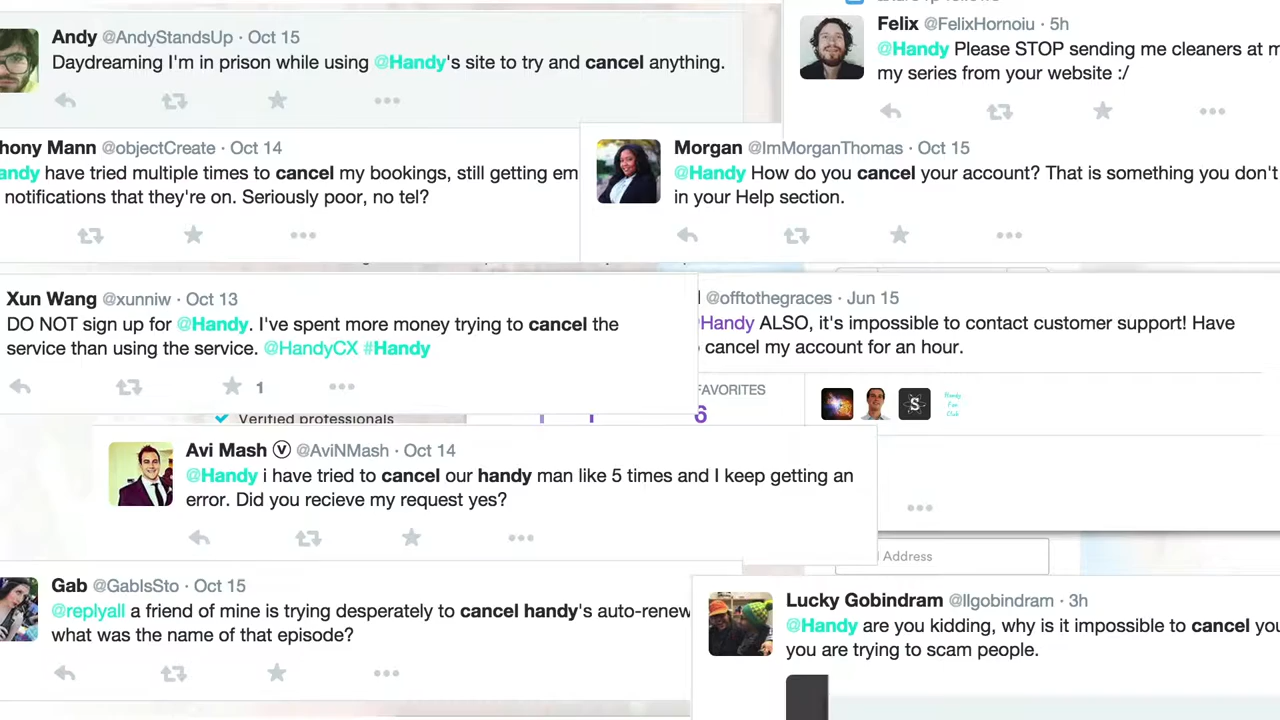 Andy @AndyStandsUp · Oct 15
Daydreaming I'm in prison while using @Handy's site to try and cancel anything.
Felix @FelixHornoiu · 5h
@Handy Please STOP sending me cleaners at m
my series from your website :/
hony Mann @objectCreate · Oct 14
andy have tried multiple times to cancel my bookings, still getting em
notifications that they're on. Seriously poor, no tel?
Morgan @ImMorganThomas · Oct 15
@Handy How do you cancel your account? That is something you don't
in your Help section.
Xun Wang @xunniw · Oct 13
DO NOT sign up for @Handy. I've spent more money trying to cancel the
service than using the service. @HandyCX #Handy
1
@offtothegraces · Jun 15
Handy ALSO, it's impossible to contact customer support! Have
cancel my account for an hour.
FAVORITES
6
Handy
Fan
Club
Verified professionals
Avi Mash @AviNMash · Oct 14
@Handy i have tried to cancel our handy man like 5 times and I keep getting an
error. Did you recieve my request yes?
Address
Gab @GabIsSto · Oct 15
@replyall a friend of mine is trying desperately to cancel handy's auto-renew
what was the name of that episode?
Lucky Gobindram @llgobindram · 3h
@Handy are you kidding, why is it impossible to cancel you
you are trying to scam people.